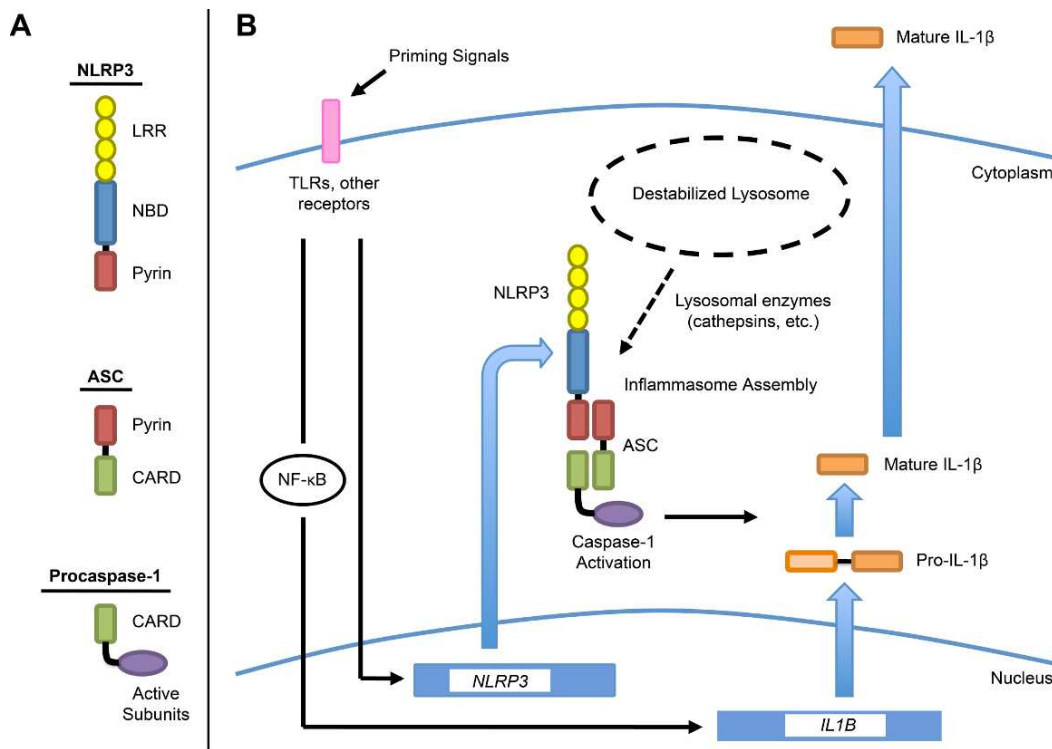 A
NLRP3
LRR
NBD
Pyrin
ASC
Pyrin
CARD
Procaspase-1
CARD
Active
Subunits
B
Priming Signals
Mature IL-1β
TLRs, other
receptors
Cytoplasm
Destabilized Lysosome
NLRP3
Lysosomal enzymes
(cathepsins, etc.)
Inflammasome Assembly
ASC
NF-κB
Mature IL-1β
Caspase-1
Activation
Pro-IL-1β
Nucleus
NLRP3
IL1B